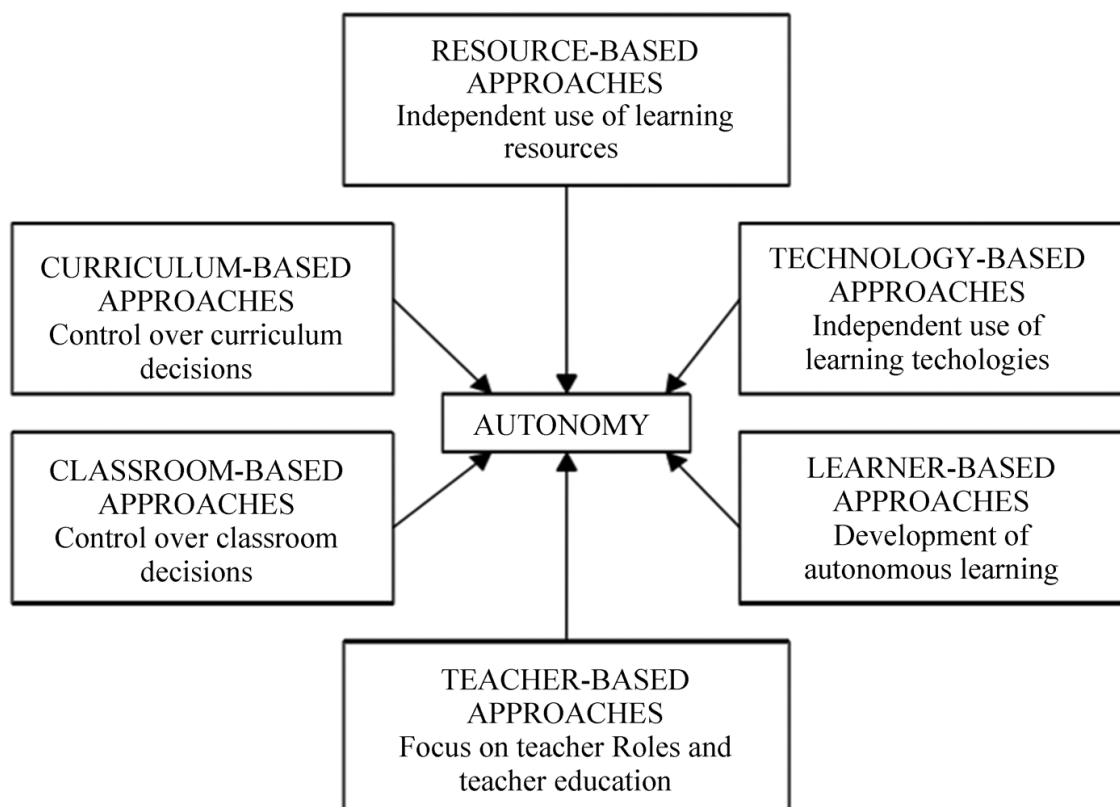 RESOURCE-BASED
APPROACHES
Independent use of learning
resources
CURRICULUM-BASED
APPROACHES
Control over curriculum
decisions
TECHNOLOGY-BASED
APPROACHES
Independent use of
learning techologies
AUTONOMY
CLASSROOM-BASED
APPROACHES
Control over classroom
decisions
LEARNER-BASED
APPROACHES
Development of
autonomous learning
TEACHER-BASED
APPROACHES
Focus on teacher Roles and
teacher education